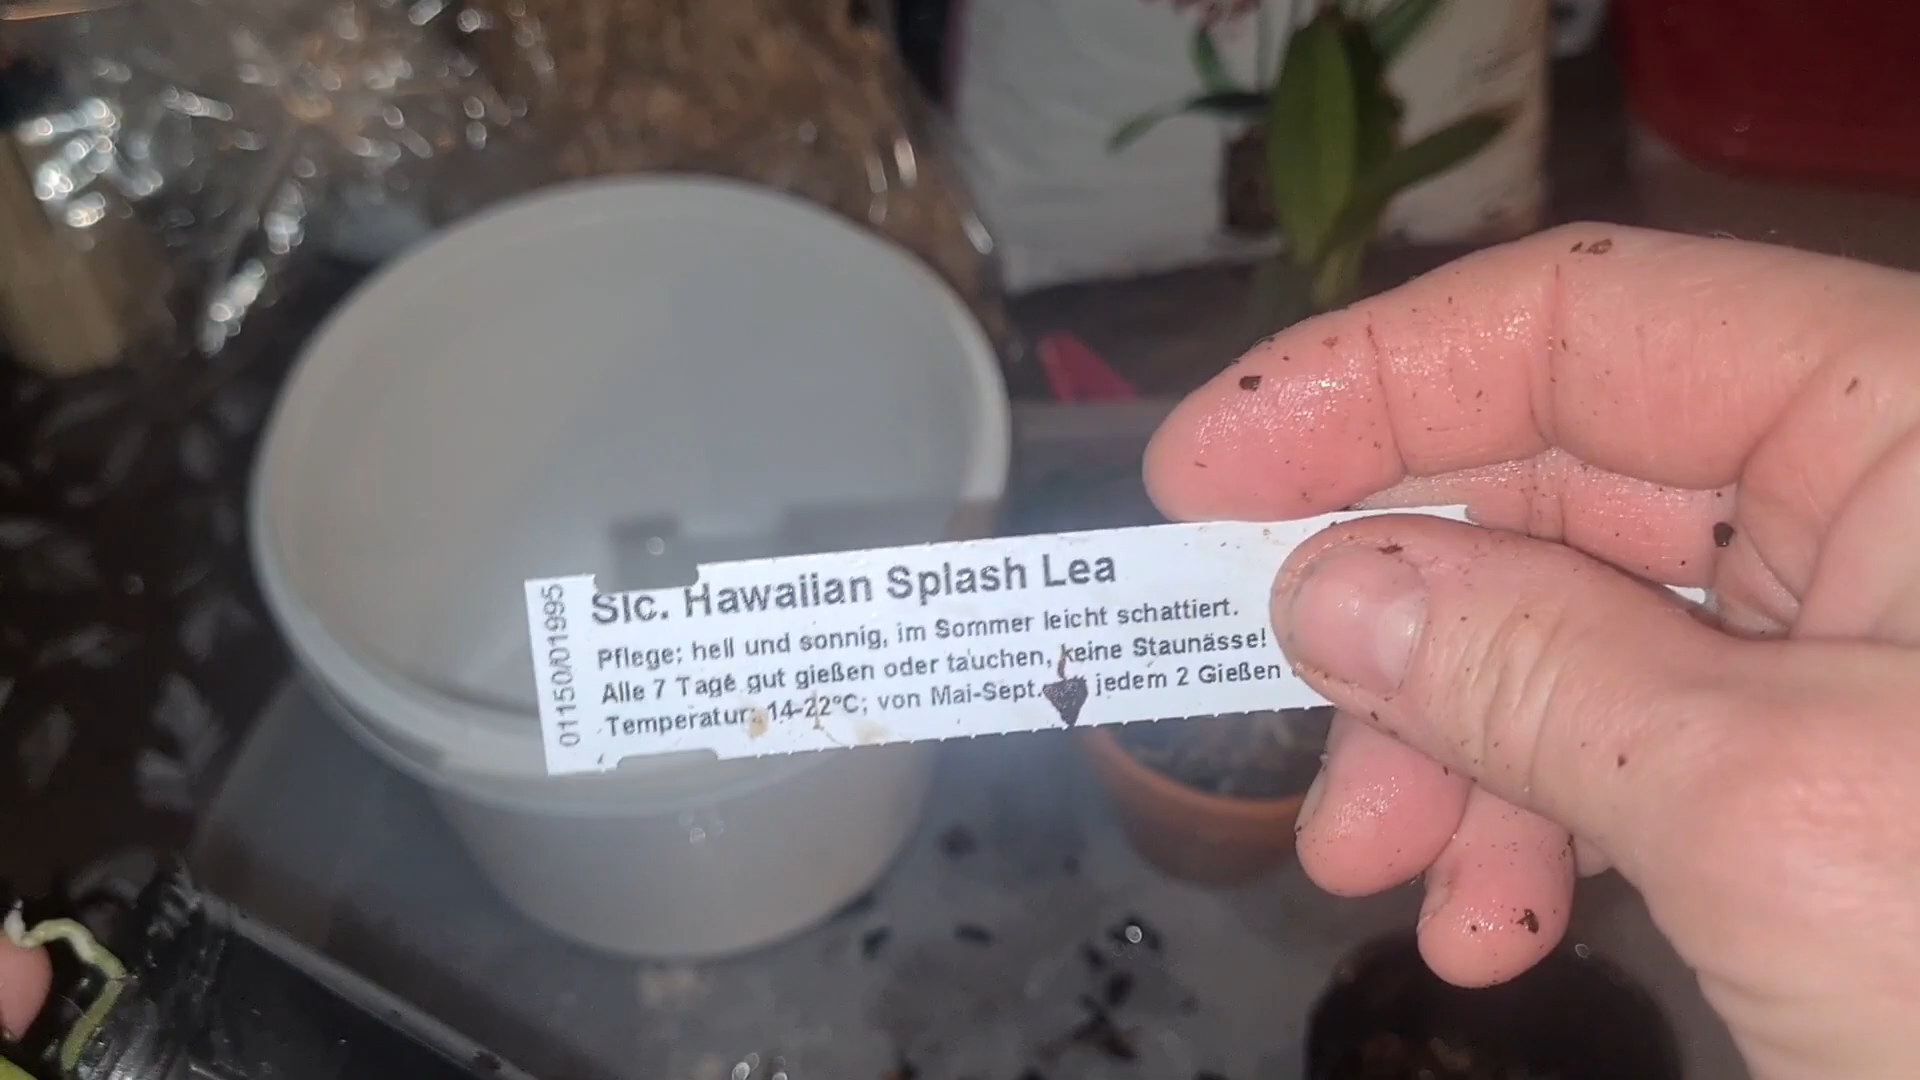 Slc. Hawaiian Splash Lea
Pflege: hell und sonnig, im Sommer leicht schattiert.
Alle 7 Tage gut gießen oder tauchen, keine Staunässe!
Temperatur: 14-22°C; von Mai-Sept. jedem 2 Gießen
01150/01995